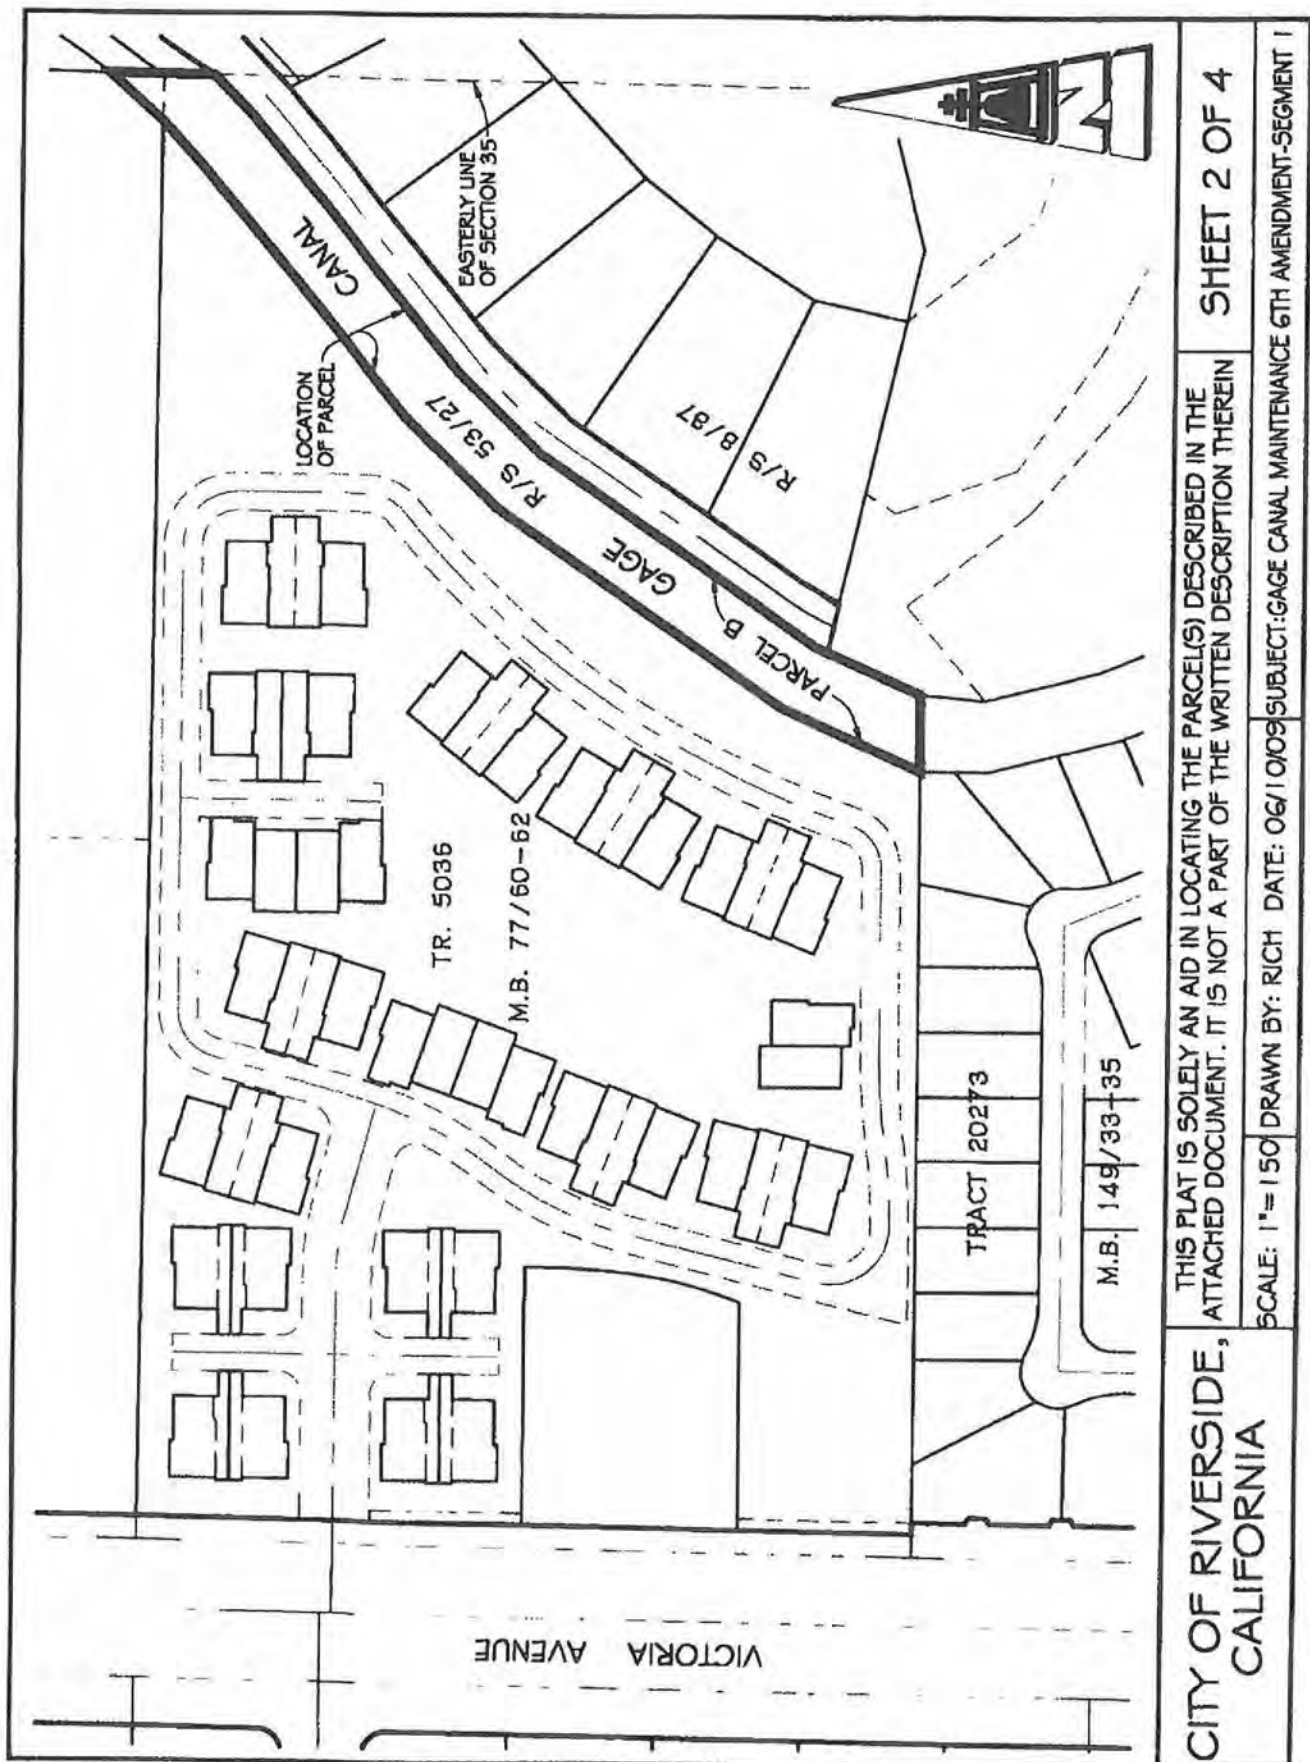 CANAL
LOCATION
OF PARCEL
EASTERLY LINE
OF SECTION 35
R/S 53/27
R/S 8/87
GAGE
PARCEL B
TR. 5036
M.B. 77/60-62
TRACT 20273
M.B. 149/33-35
VICTORIA AVENUE
N
CITY OF RIVERSIDE,
CALIFORNIA
THIS PLAT IS SOLELY AN AID IN LOCATING THE PARCEL(S) DESCRIBED IN THE
ATTACHED DOCUMENT. IT IS NOT A PART OF THE WRITTEN DESCRIPTION THEREIN
SHEET 2 OF 4
SCALE: 1"=150' DRAWN BY: RICH DATE: 06/10/09 SUBJECT:GAGE CANAL MAINTENANCE 6TH AMENDMENT-SEGMENT 1